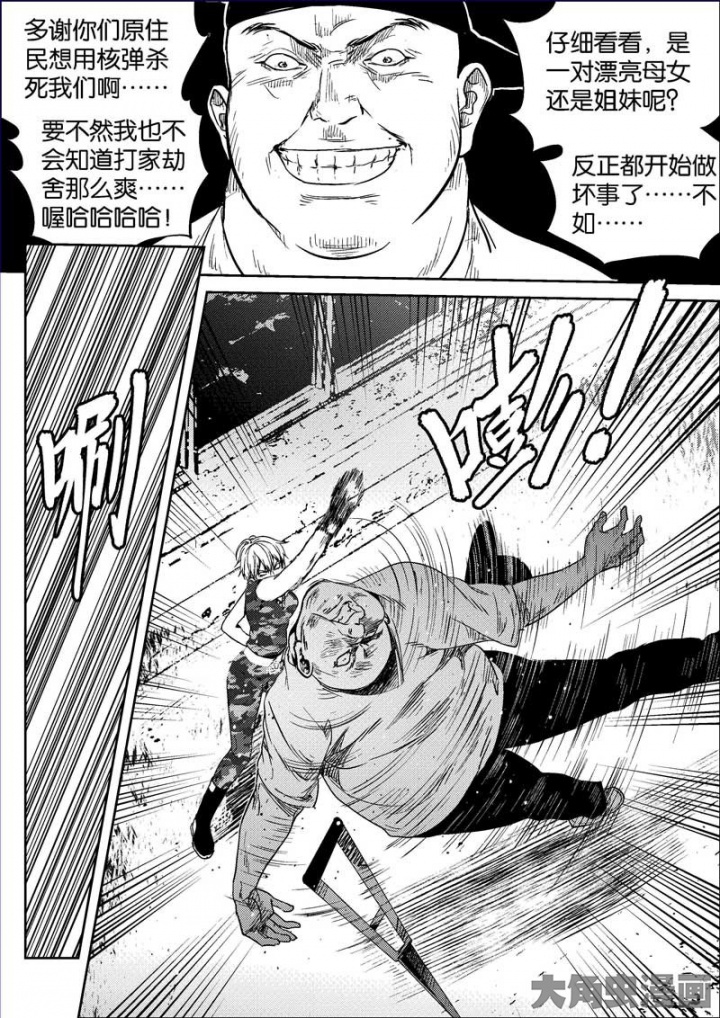 多谢你们原住
民想用核弹杀
死我们啊……
要不然我也不
会知道打家劫
舍那么爽……
喔哈哈哈哈！
仔细看看，是
一对漂亮母女
还是姐妹呢？
反正都开始做
坏事了……不
如……
唰
嘭！
大角虫漫画